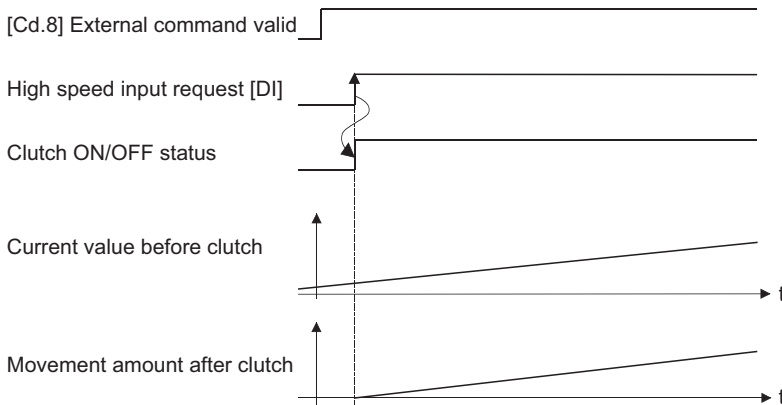 [Cd.8] External command valid
High speed input request [DI]
Clutch ON/OFF status
Current value before clutch
t
Movement amount after clutch
t